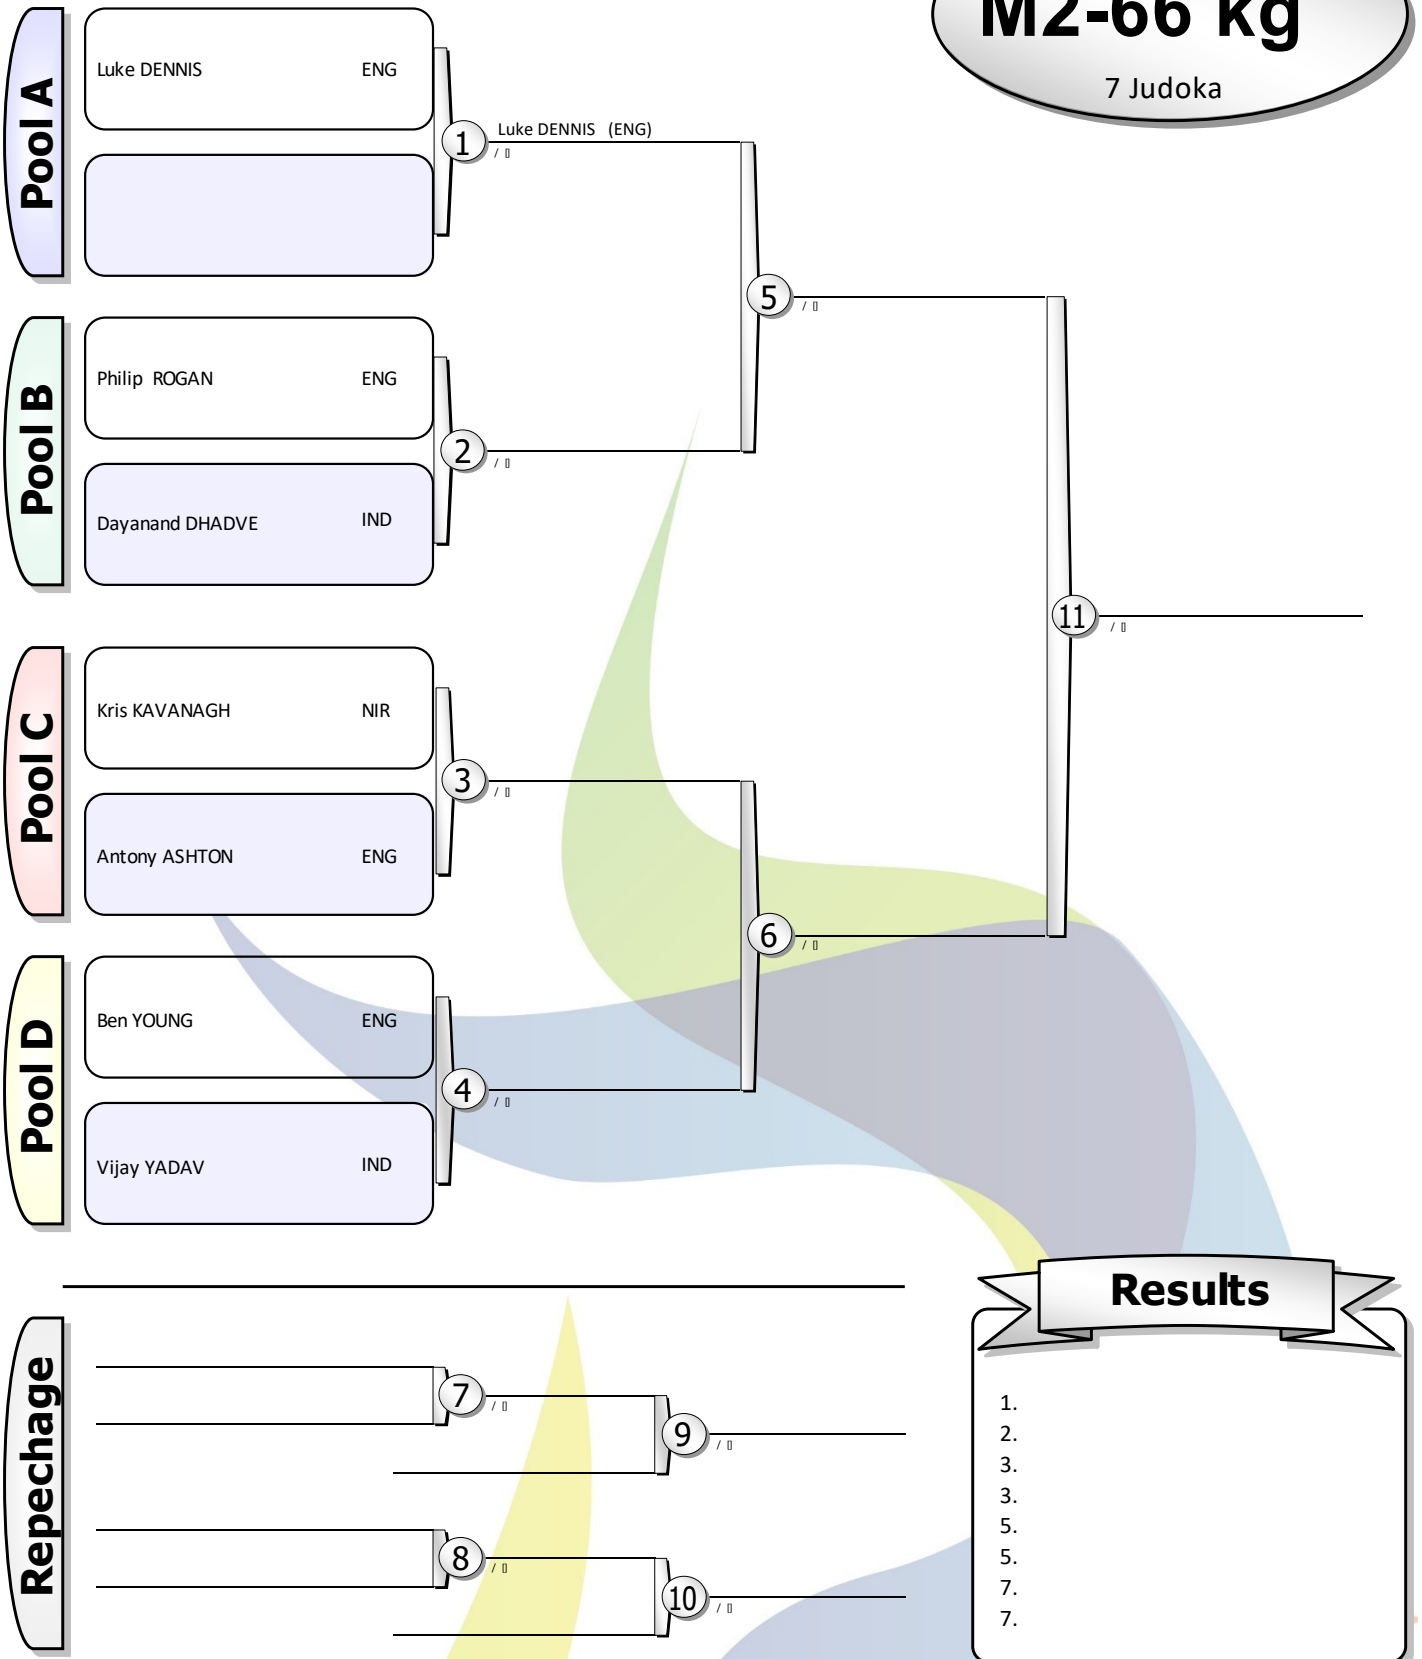 M2-66 kg
7 Judoka
Pool A
Luke DENNIS ENG
1
Luke DENNIS (ENG)
/ ▯
5
/ ▯
Pool B
Philip ROGAN ENG
2
/ ▯
Dayanand DHADVE IND
11
/ ▯
Pool C
Kris KAVANAGH NIR
3
/ ▯
Antony ASHTON ENG
6
/ ▯
Pool D
Ben YOUNG ENG
4
/ ▯
Vijay YADAV IND
Repechage
7
/ ▯
9
/ ▯
8
/ ▯
10
/ ▯
Results
1.
2.
3.
3.
5.
5.
7.
7.